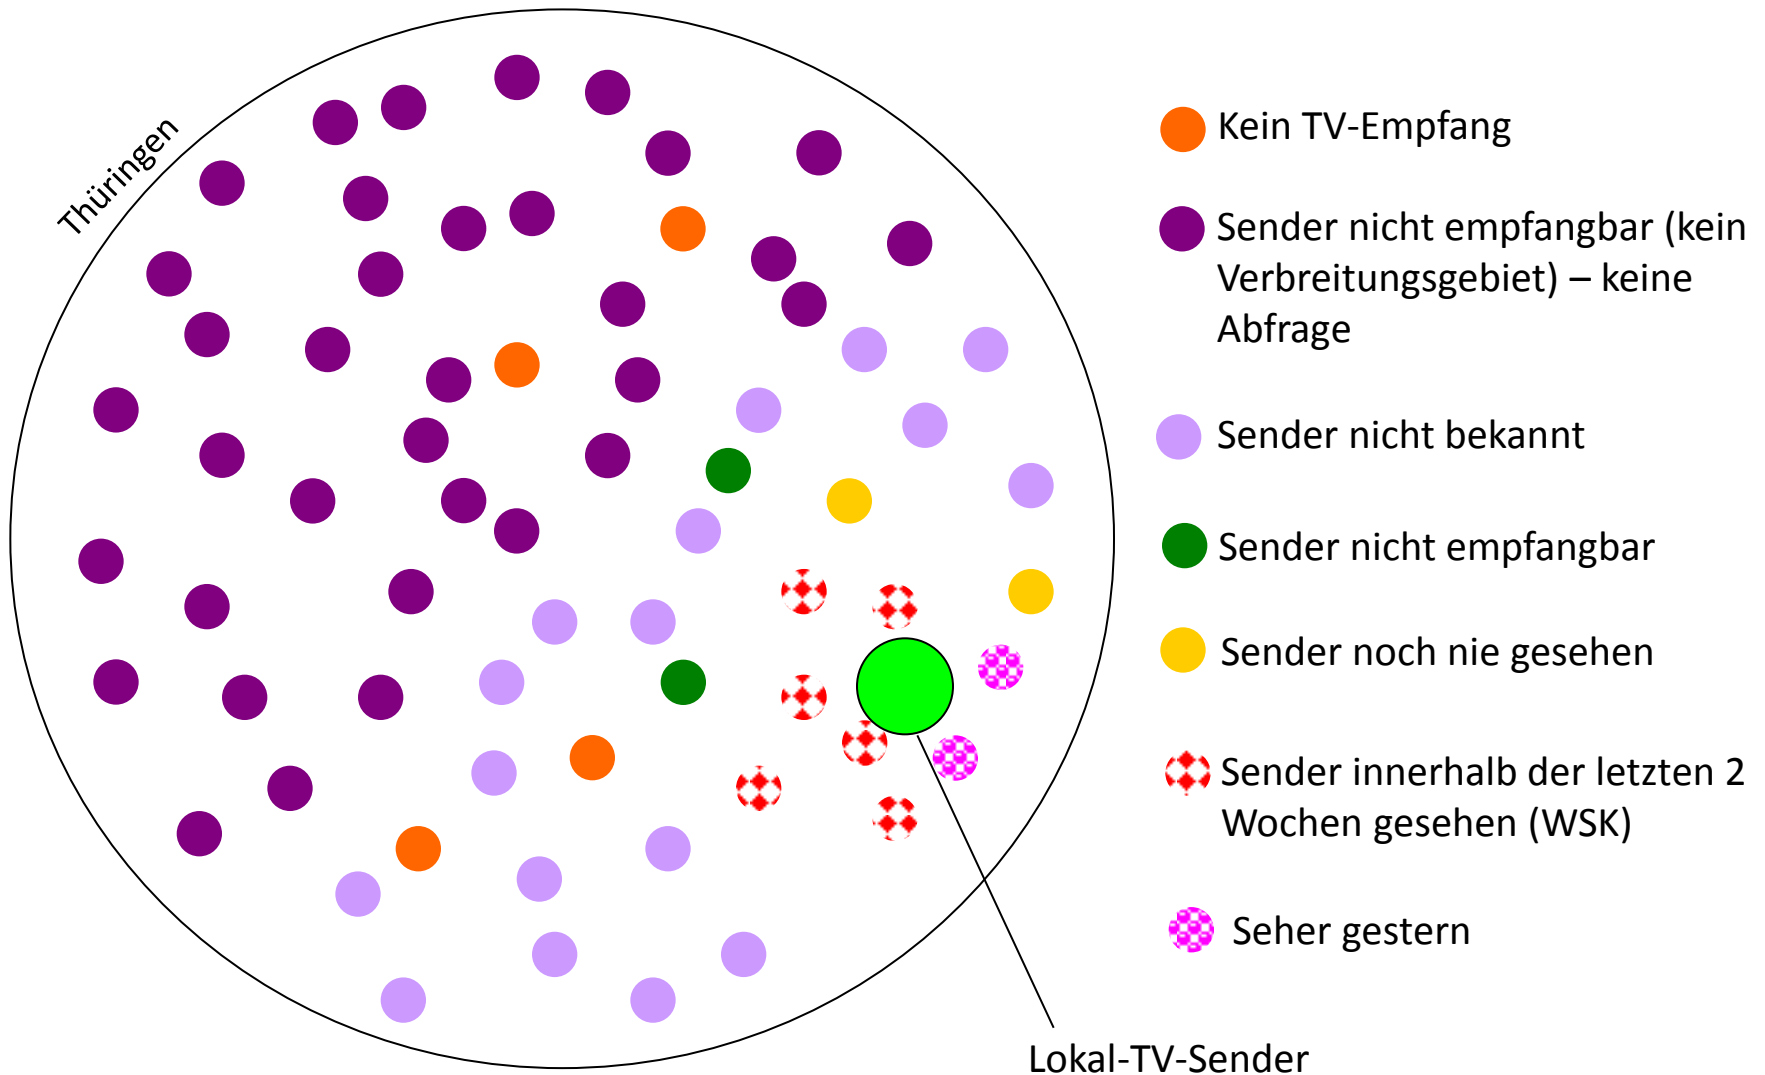 Thüringen
Kein TV-Empfang
Sender nicht empfangbar (kein
Verbreitungsgebiet) – keine
Abfrage
Sender nicht bekannt
Sender nicht empfangbar
Sender noch nie gesehen
Sender innerhalb der letzten 2
Wochen gesehen (WSK)
Seher gestern
Lokal-TV-Sender